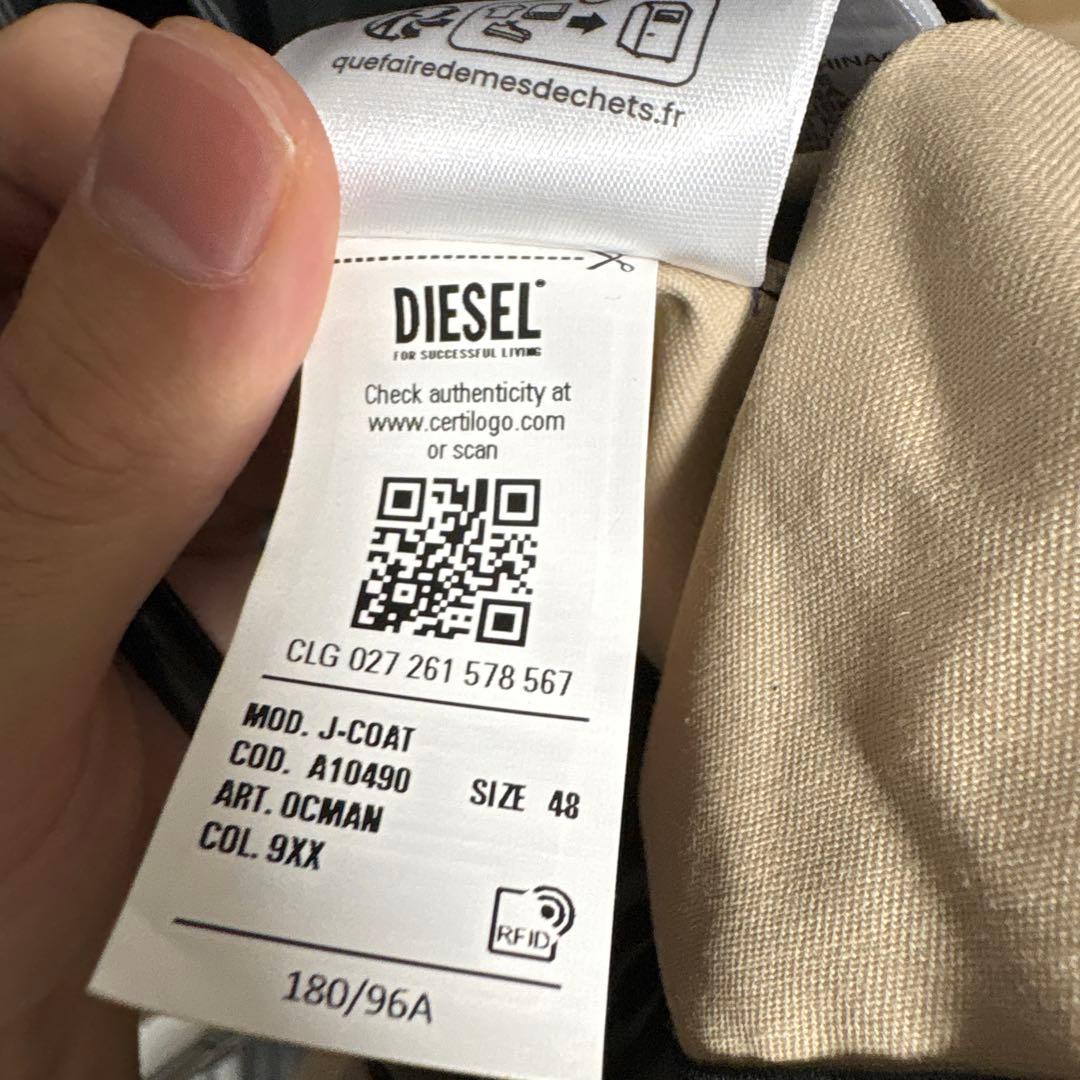 quefairedemesdechets.fr
DIESEL
FOR SUCCESSFUL LIVING
Check authenticity at
www.certilogo.com
or scan
CLG 027 261 578 567
MOD. J-COAT
COD. A10490
SIZE 48
ART. OCMAN
COL. 9XX
RFID
180/96A